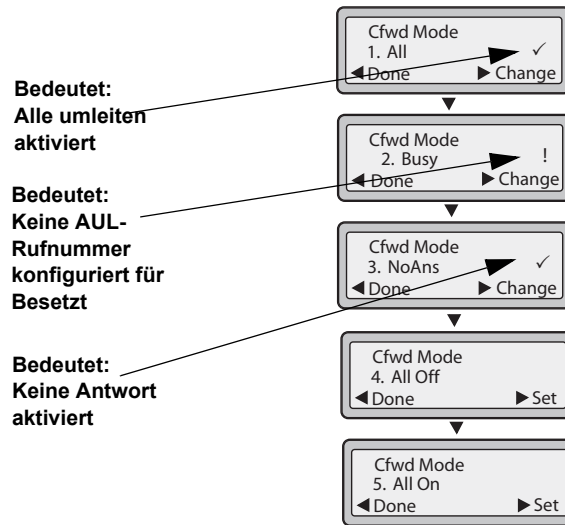 Cfwd Mode
1. All ✓
◀Done ▶ Change
▼
Bedeutet:
Alle umleiten
aktiviert
Cfwd Mode
2. Busy !
◀Done ▶ Change
▼
Bedeutet:
Keine AUL-
Rufnummer
konfiguriert für
Besetzt
Cfwd Mode
3. NoAns ✓
◀Done ▶ Change
▼
Bedeutet:
Keine Antwort
aktiviert
Cfwd Mode
4. All Off
◀Done ▶ Set
▼
Cfwd Mode
5. All On
◀Done ▶ Set